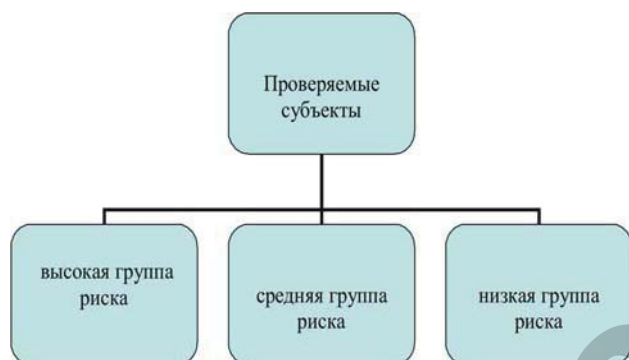 Проверяемые
субъекты
высокая группа
риска
средняя группа
риска
низкая группа
риска